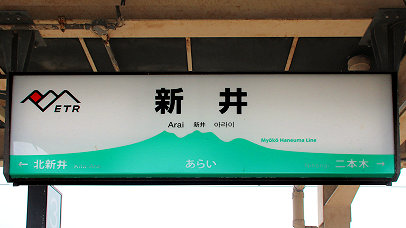 ETR
新井
Arai 新井 아라이
Myōkō Haneuma Line
← 北新井
あらい
二本木 →